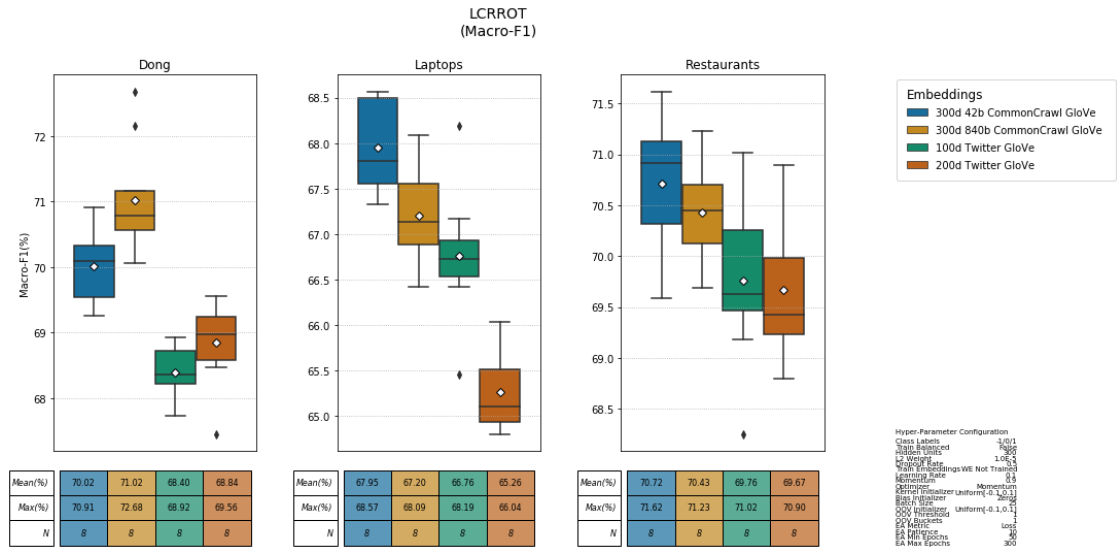 LCRROT
(Macro-F1)
Dong
Laptops
Restaurants
Macro-F1(%)
72
71
70
69
68
68.5
68.0
67.5
67.0
66.5
66.0
65.5
65.0
71.5
71.0
70.5
70.0
69.5
69.0
68.5
Embeddings
300d 42b CommonCrawl GloVe
300d 840b CommonCrawl GloVe
100d Twitter GloVe
200d Twitter GloVe
Mean(%) 70.02 71.02 68.40 68.84
Max(%) 70.91 72.68 68.92 69.56
N 8 8 8 8
Mean(%) 67.95 67.20 66.76 65.26
Max(%) 68.57 68.09 68.19 66.04
N 8 8 8 8
Mean(%) 70.72 70.43 69.76 69.67
Max(%) 71.62 71.23 71.02 70.90
N 8 8 8 8
Hyper-Parameter Configuration
Class Labels -1/0/1
Train Balanced False
Hidden Units 300
L2 Weight 1.0E-5
Dropout Rate 0.5
Train Embeddings WE Not Trained
Learning Rate 0.1
Momentum 0.9
Optimizer Momentum
Kernel Initializer Uniform[-0.1,0.1]
Bias Initializer Zeros
Batch Size 25
OOV Initializer Uniform[-0.1,0.1]
OOV Threshold 1
OOV Buckets 1
EA Metric Loss
EA Patience 10
EA Min Epochs 50
EA Max Epochs 300